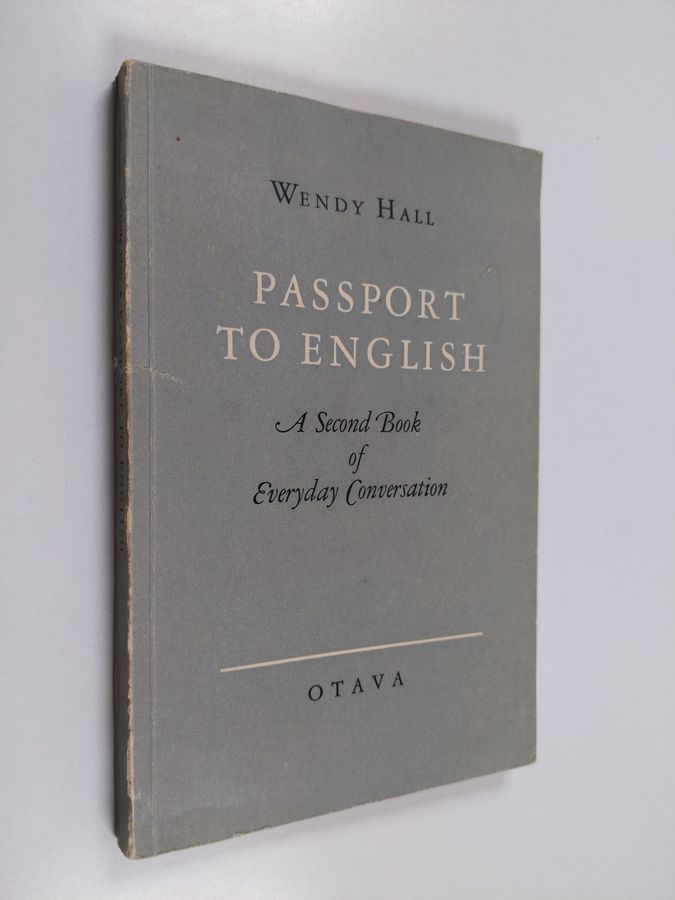 WENDY HALL
PASSPORT
TO ENGLISH
A Second Book
of
Everyday Conversation
OTAVA